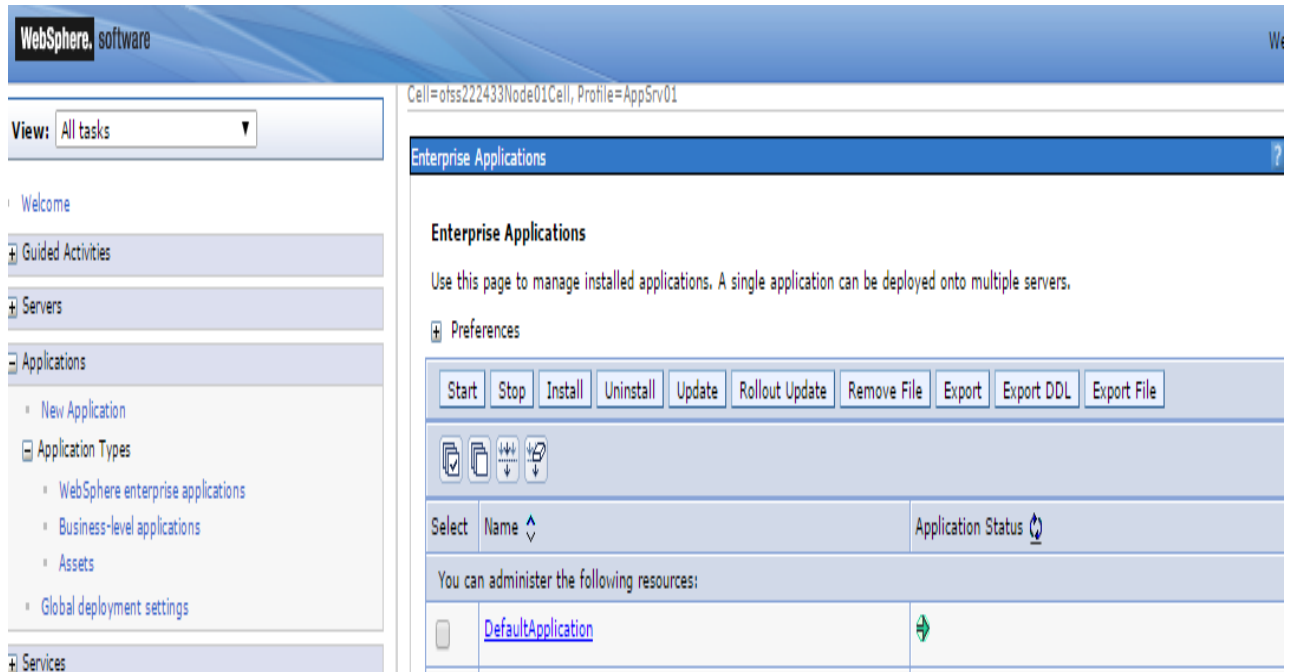 WebSphere. software
We
Cell=ofss222433Node01Cell, Profile=AppSrv01
View: All tasks
Welcome
Guided Activities
Servers
Applications
New Application
Application Types
WebSphere enterprise applications
Business-level applications
Assets
Global deployment settings
Services
Enterprise Applications ?
Enterprise Applications
Use this page to manage installed applications. A single application can be deployed onto multiple servers.
Preferences
Start Stop Install Uninstall Update Rollout Update Remove File Export Export DDL Export File
Select Name Application Status
You can administer the following resources:
DefaultApplication